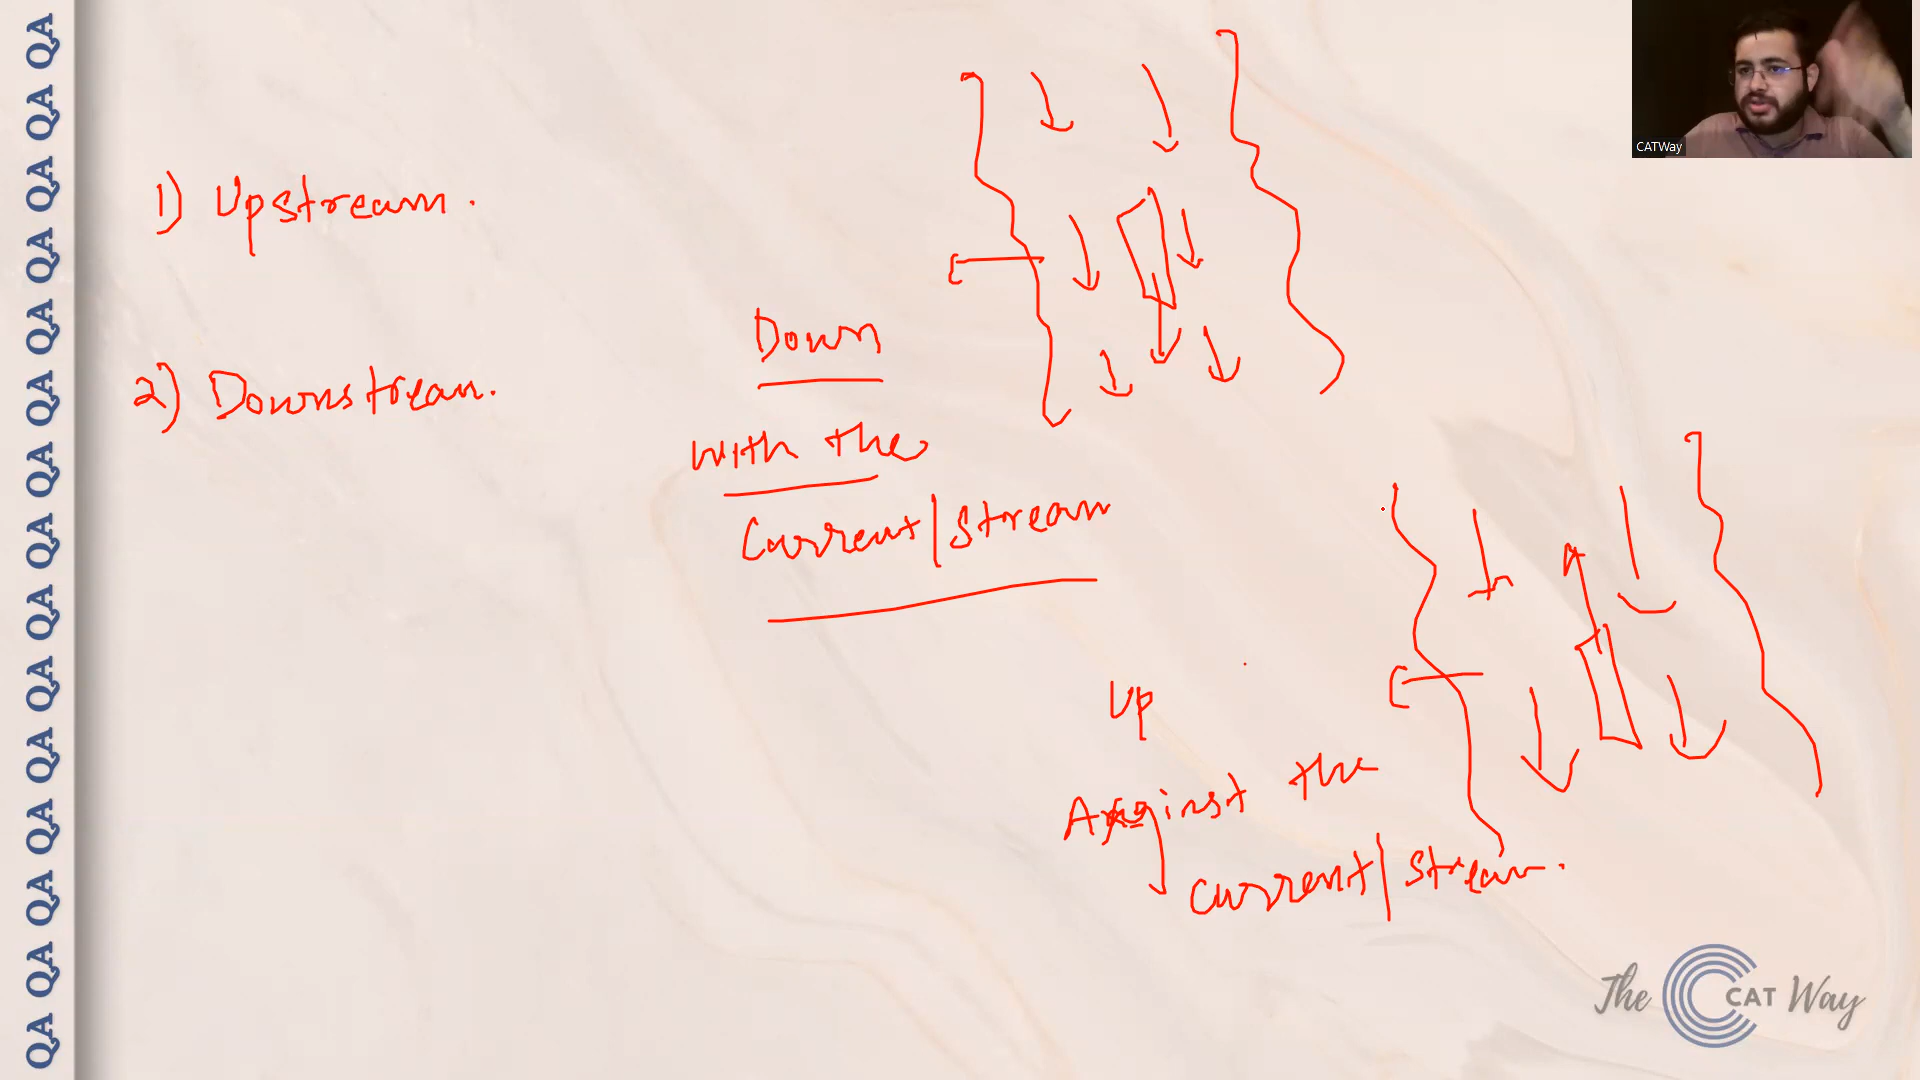 QA QA QA QA QA QA QA QA QA QA QA QA QA QA QA
CATWay
1) Upstream.
2) Downstream.
Down
with the
Current/Stream
Up
Against the
Current/Stream.
The CAT Way